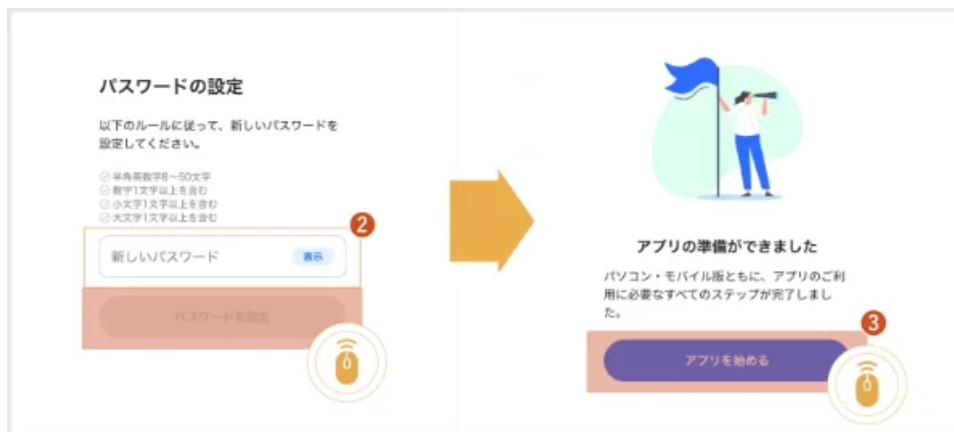 パスワードの設定
以下のルールに従って、新しいパスワードを
設定してください。
半角英数字8〜50文字
数字1文字以上を含む
小文字1文字以上を含む
大文字1文字以上を含む
2
新しいパスワード
表示
パスワードを設定
アプリの準備ができました
パソコン・モバイル版ともに、アプリのご利
用に必要なすべてのステップが完了しまし
た。
3
アプリを始める